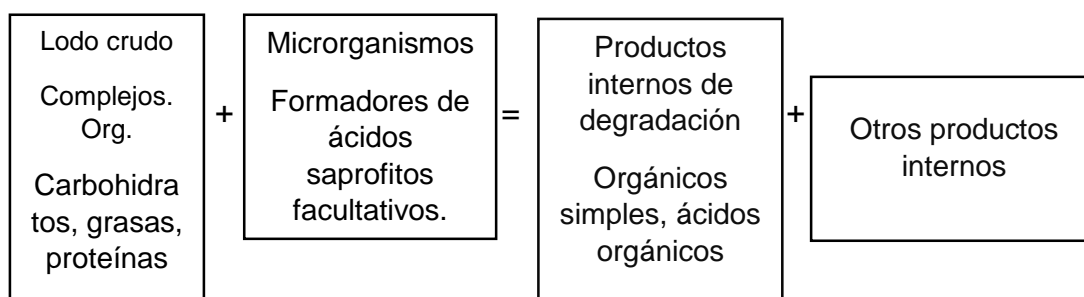 Lodo crudo
Complejos.
Org.
Carbohidra
tos, grasas,
proteínas
+
Microrganismos
Formadores de
ácidos
saprofitos
facultativos.
=
Productos
internos de
degradación
Orgánicos
simples, ácidos
orgánicos
+
Otros productos
internos